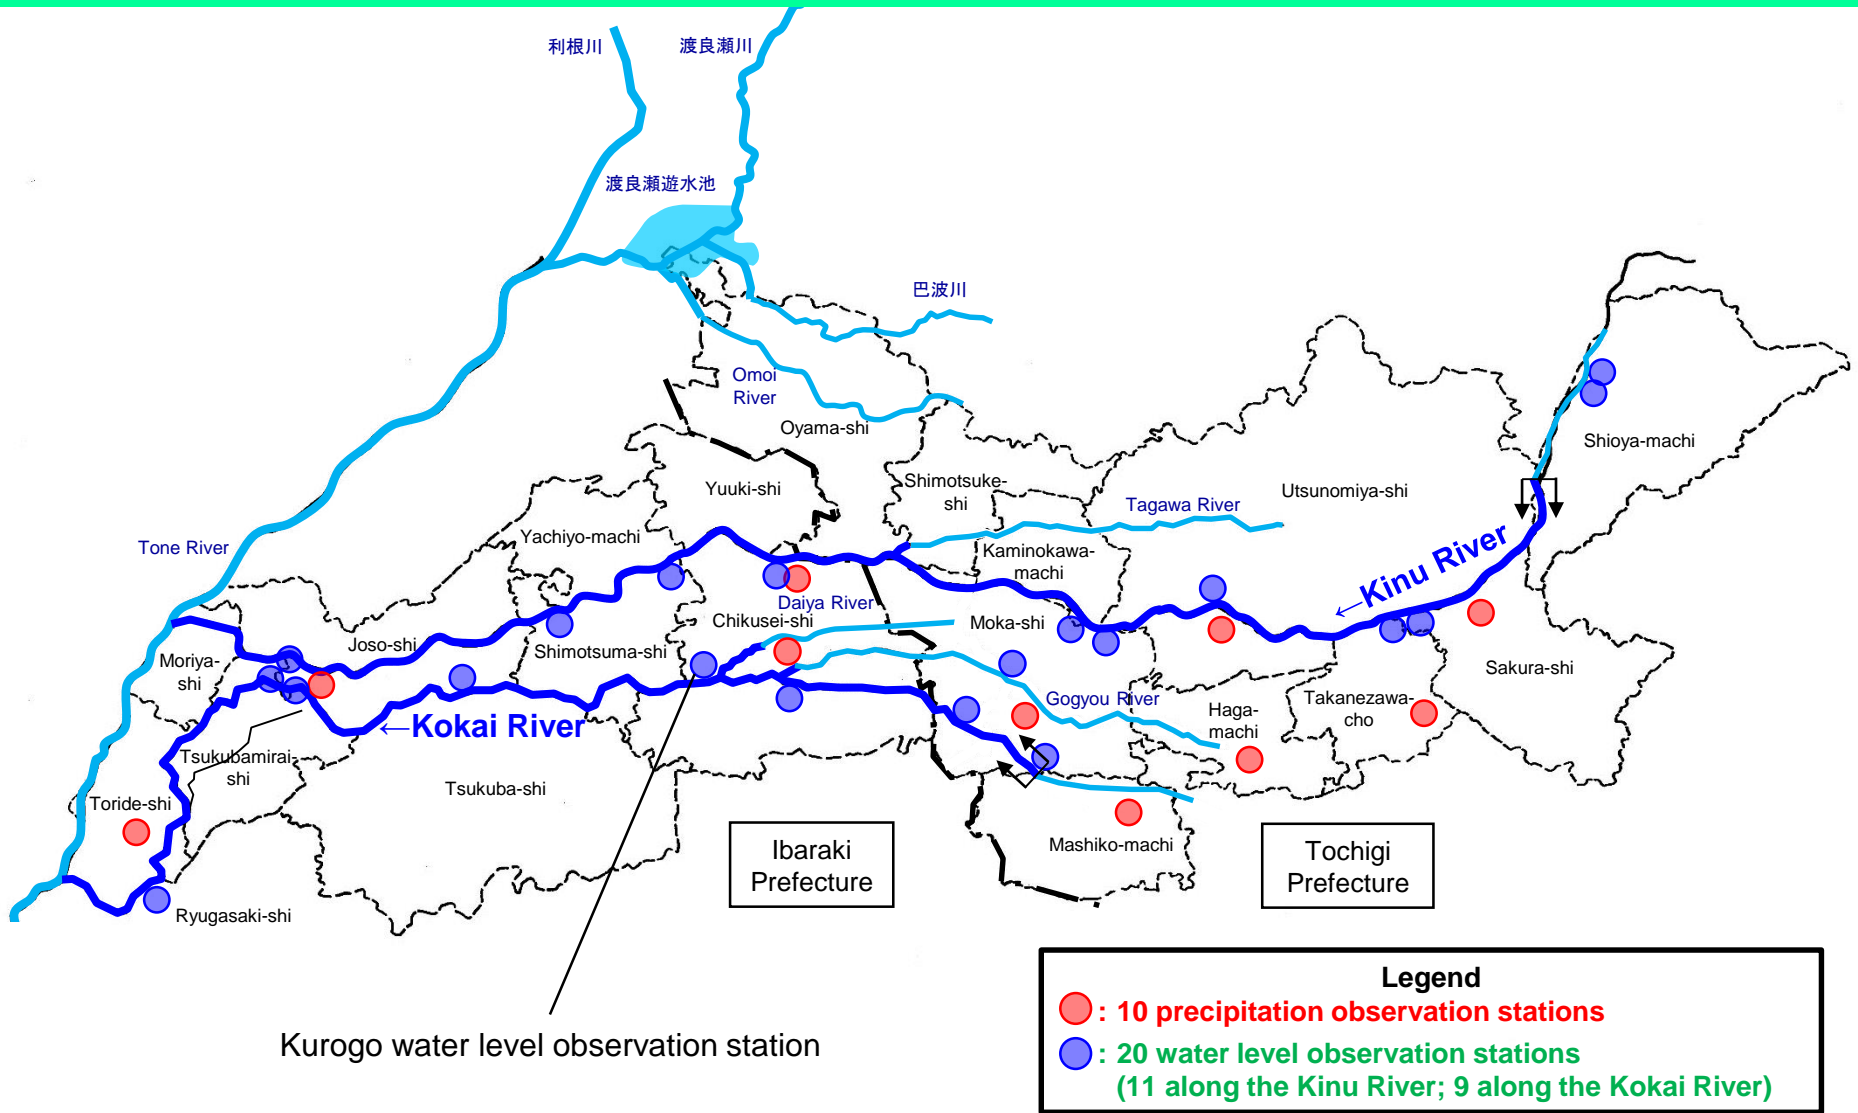 利根川
渡良瀬川
渡良瀬遊水池
巴波川
Omoi
River
Oyama-shi
Shioya-machi
Yuuki-shi
Shimotsuke-
shi
Utsunomiya-shi
Tagawa River
Yachiyo-machi
Tone River
Kaminokawa-
machi
←Kinu River
Daiya River
Chikusei-shi
Moka-shi
Joso-shi
Shimotsuma-shi
Moriya-
shi
Sakura-shi
Gogyou River
Takanezawa-
cho
Haga-
machi
←Kokai River
Tsukubamirai-
shi
Tsukuba-shi
Toride-shi
Mashiko-machi
Ibaraki
Prefecture
Tochigi
Prefecture
Ryugasaki-shi
Kurogo water level observation station
Legend
: 10 precipitation observation stations
: 20 water level observation stations
(11 along the Kinu River; 9 along the Kokai River)